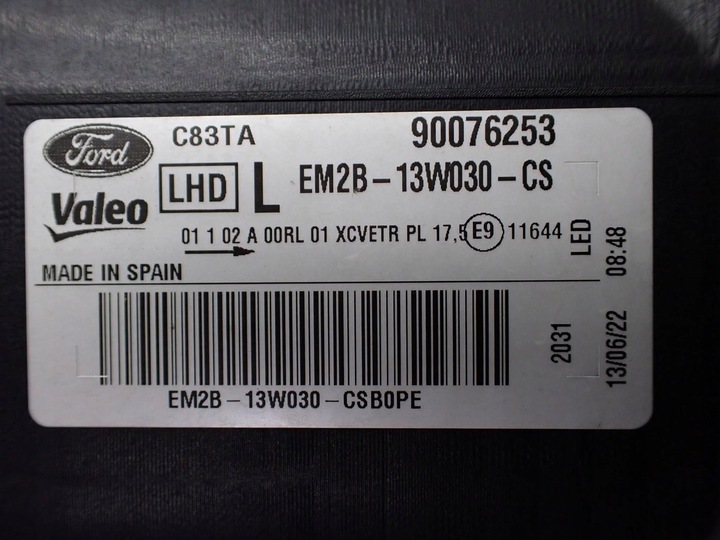 Ford C83TA 90076253
Valeo LHD L EM2B-13W030-CS
01 1 02 A 00RL 01 XCVETR PL 17,5 E9 11644
MADE IN SPAIN
LED
08:48
2031
13/06/22
EM2B-13W030-CSB0PE